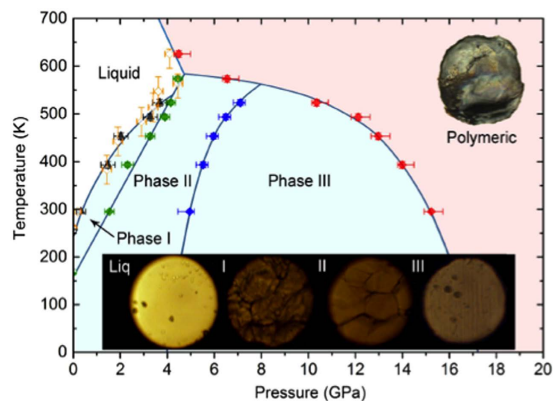 700
600
500
400
300
200
100
0
Temperature (K)
Liquid
Polymeric
Phase II
Phase III
Phase I
Liq
I
II
III
0 2 4 6 8 10 12 14 16 18 20
Pressure (GPa)